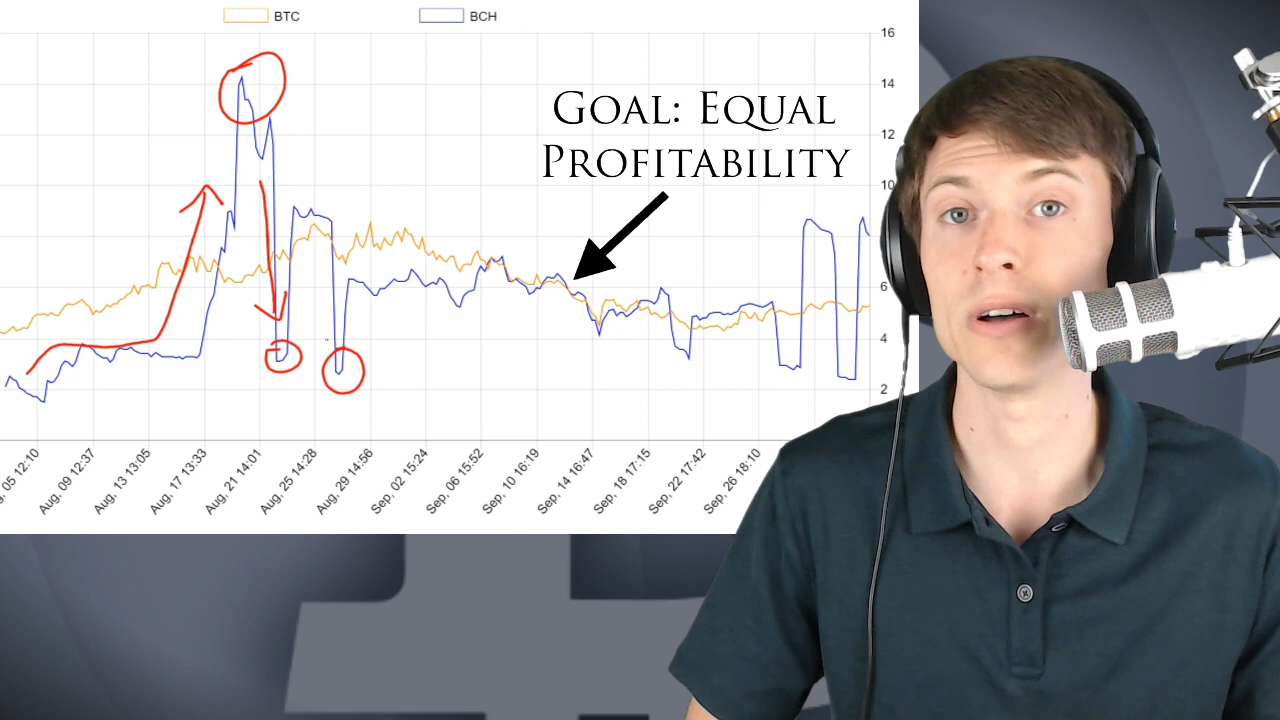 BTC
BCH
16
14
12
10
6
4
2
GOAL: EQUAL
PROFITABILITY
05 12:10
Aug. 09 12:37
Aug. 13 13:05
Aug. 17 13:33
Aug. 21 14:01
Aug. 25 14:28
Aug. 29 14:56
Sep. 02 15:24
Sep. 06 15:52
Sep. 10 16:19
Sep. 14 16:47
Sep. 18 17:15
Sep. 22 17:42
Sep. 26 18:10